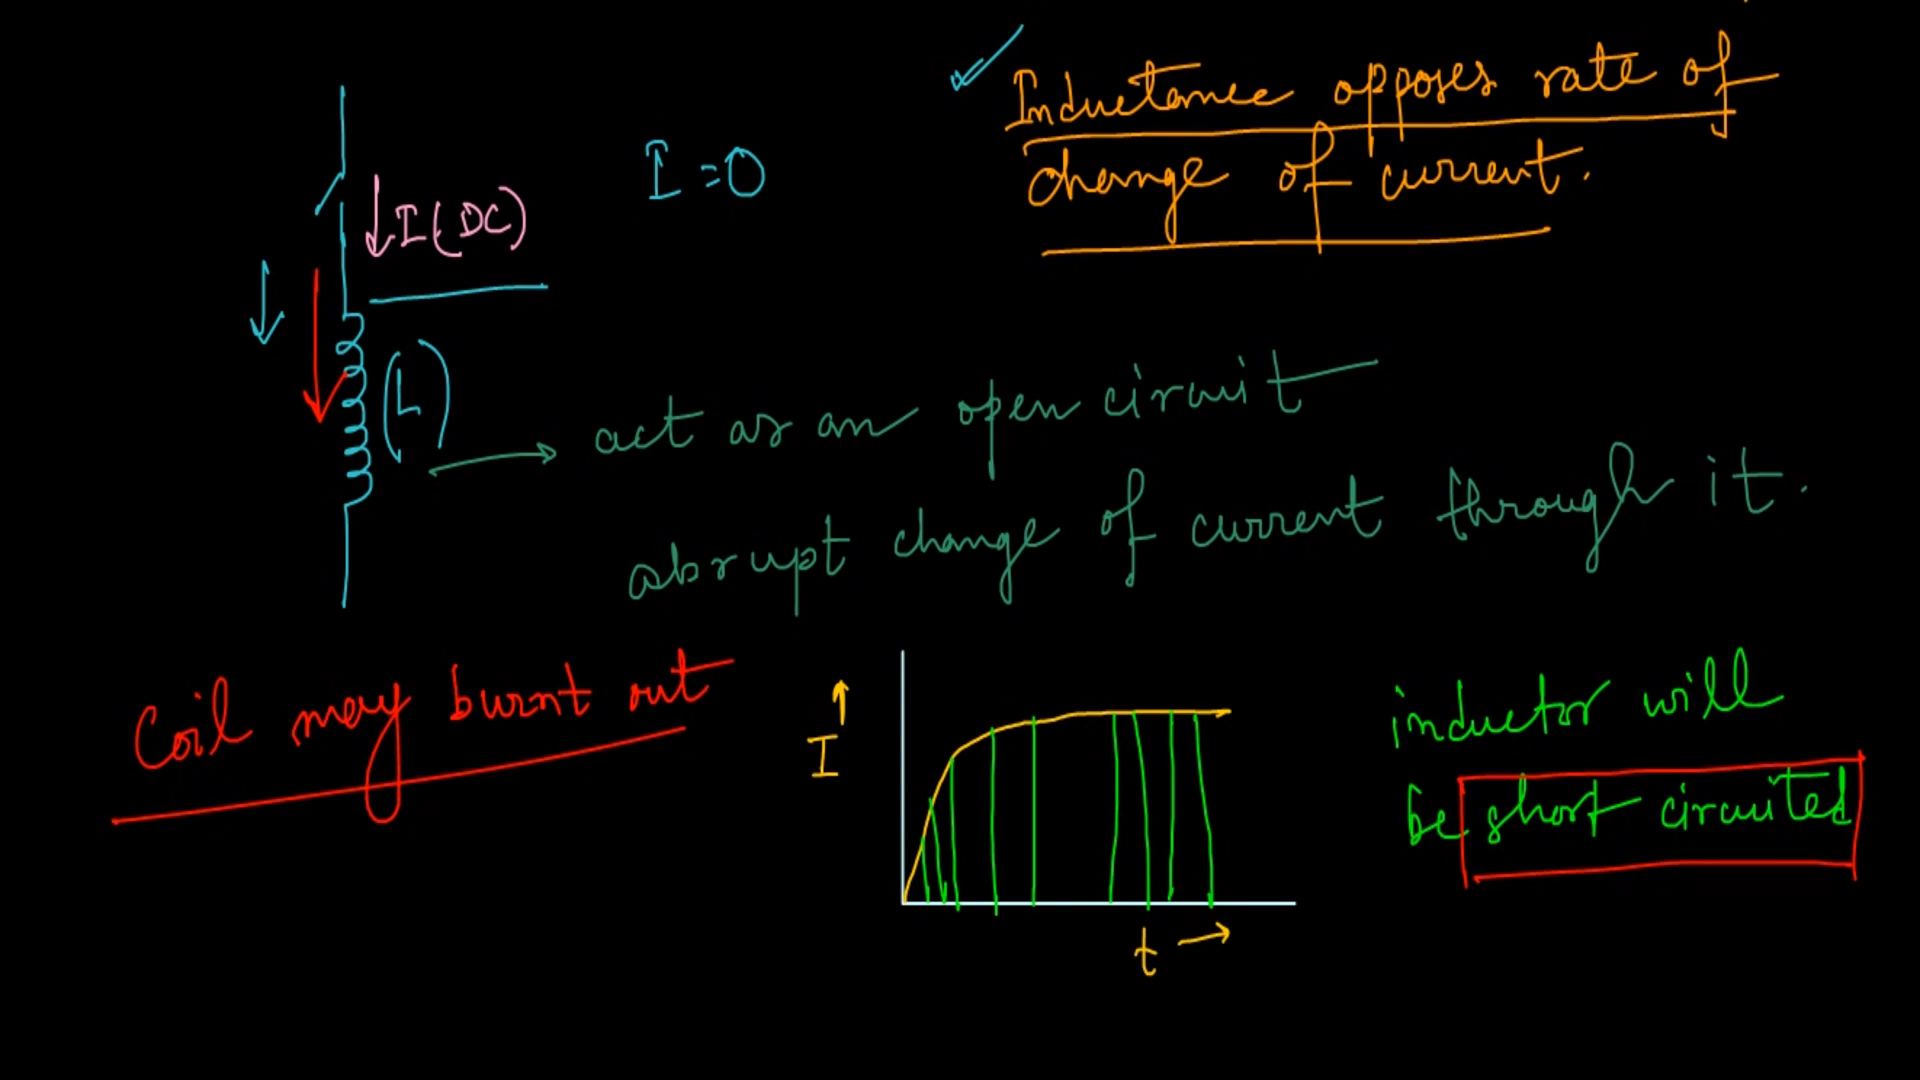 Inductance opposes rate of
change of current.
I = 0
↓I (DC)
(L)
→ act as an open circuit
abrupt change of current through it.
Coil may burnt out
I
t →
inductor will
be short circuited